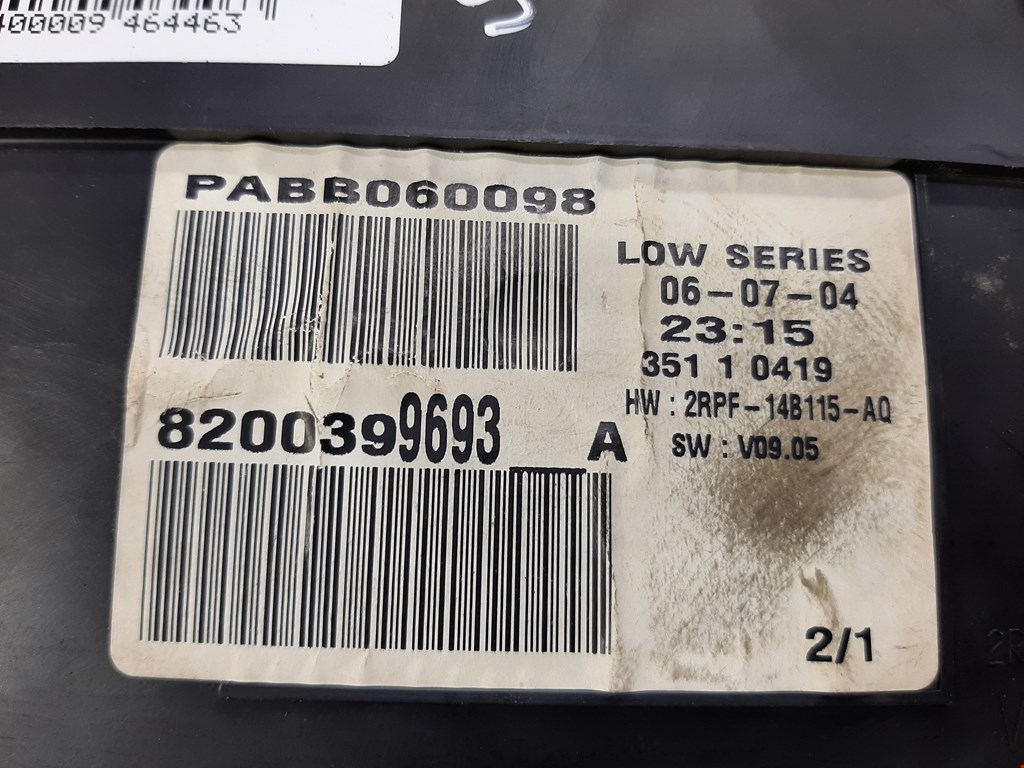 400009 464463
PABB060098
LOW SERIES
06-07-04
23:15
351 1 0419
HW : 2RPF-14B115-AQ
SW : V09.05
8200399693 A
2/1
2R
V